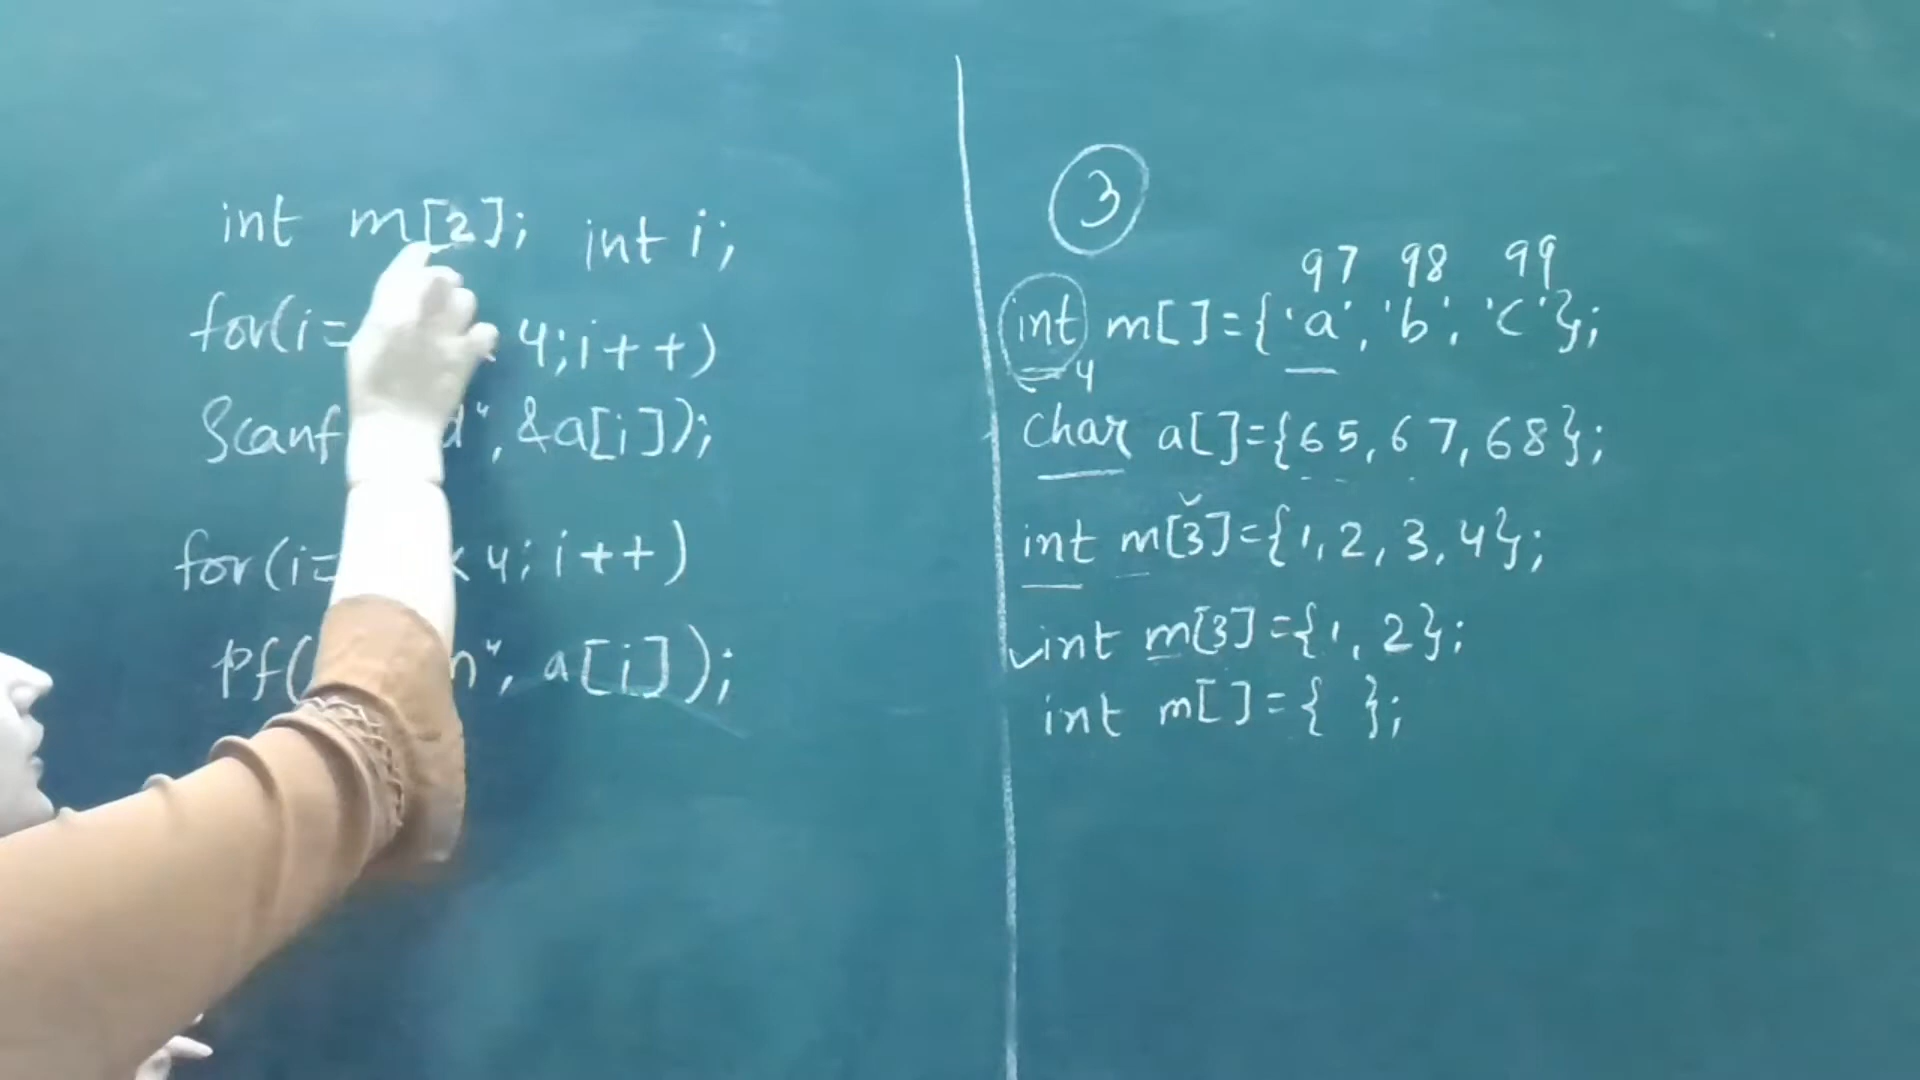 int m[2]; int i;
for(i= 4;i++)
Scanf d", &a[i]);
for(i= < 4; i++)
pf( n", a[i]);
3
97 98 99
int m[]={'a', 'b', 'c'};
4
char a[]={65, 67, 68};
int m[3]={1, 2, 3, 4};
int m[3]={1, 2};
int m[]={ };